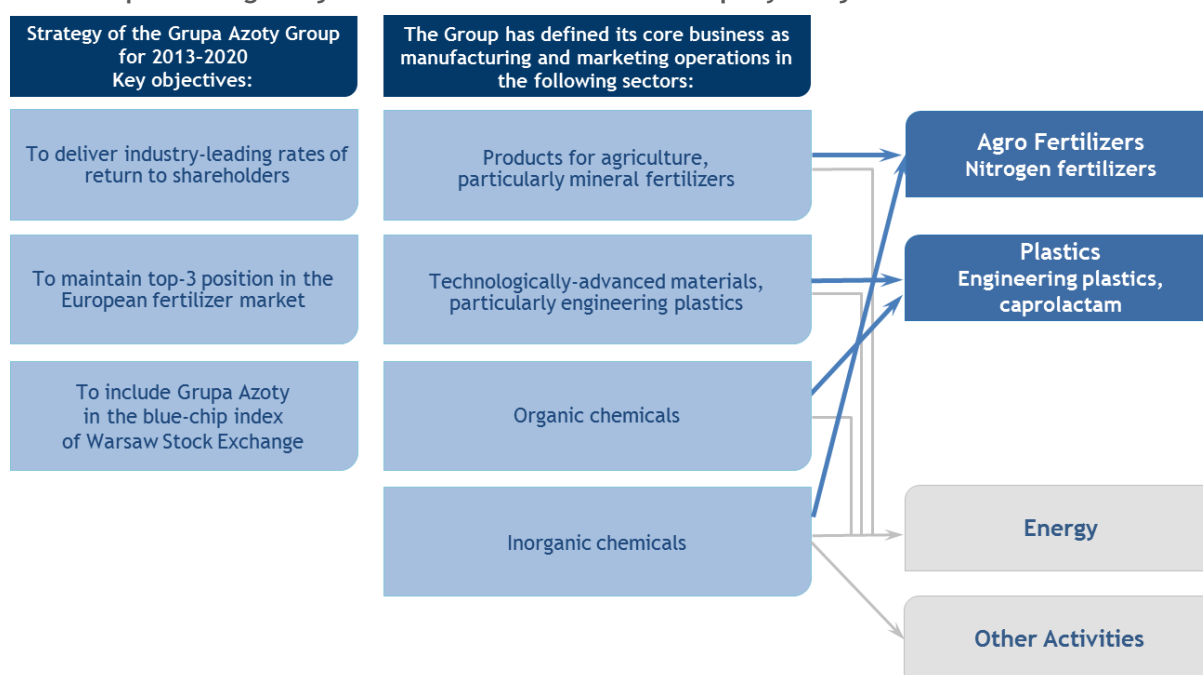 Strategy of the Grupa Azoty Group
for 2013-2020
Key objectives:
To deliver industry-leading rates of
return to shareholders
To maintain top-3 position in the
European fertilizer market
To include Grupa Azoty
in the blue-chip index
of Warsaw Stock Exchange
The Group has defined its core business as
manufacturing and marketing operations in
the following sectors:
Products for agriculture,
particularly mineral fertilizers
Technologically-advanced materials,
particularly engineering plastics
Organic chemicals
Inorganic chemicals
Agro Fertilizers
Nitrogen fertilizers
Plastics
Engineering plastics,
caprolactam
Energy
Other Activities